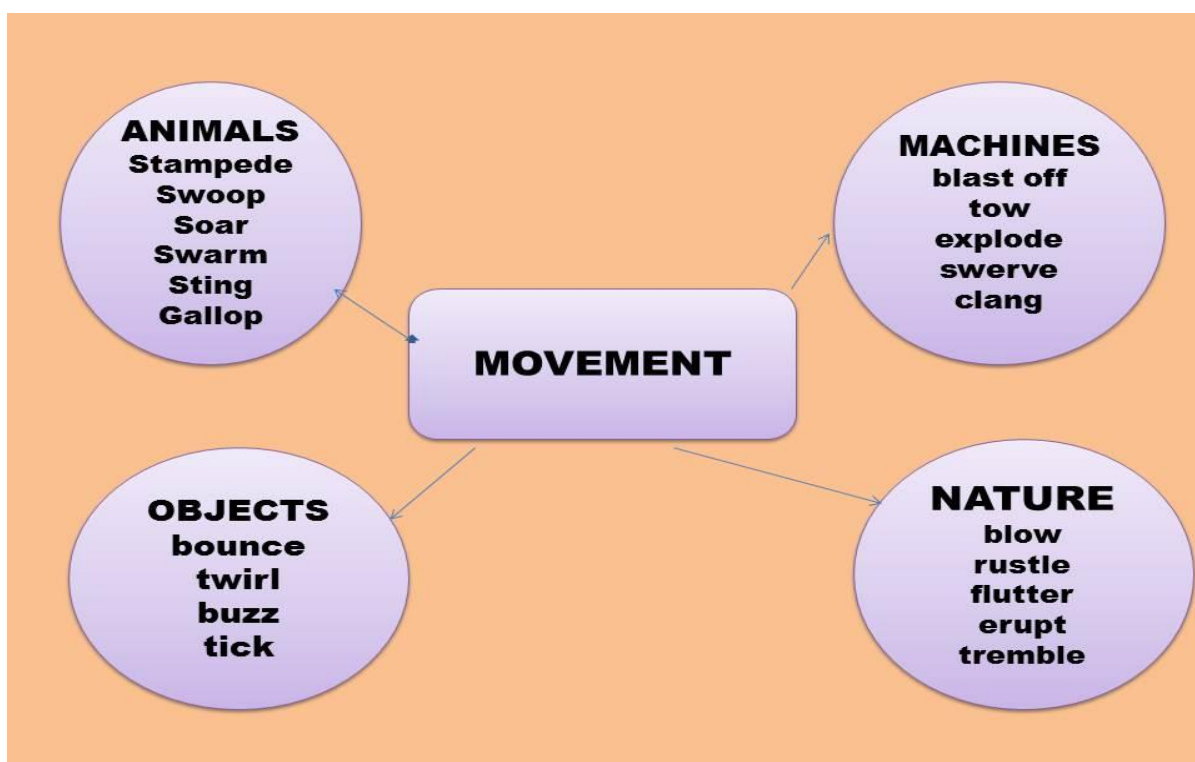 ANIMALS
Stampede
Swoop
Soar
Swarm
Sting
Gallop
MACHINES
blast off
tow
explode
swerve
clang
MOVEMENT
OBJECTS
bounce
twirl
buzz
tick
NATURE
blow
rustle
flutter
erupt
tremble